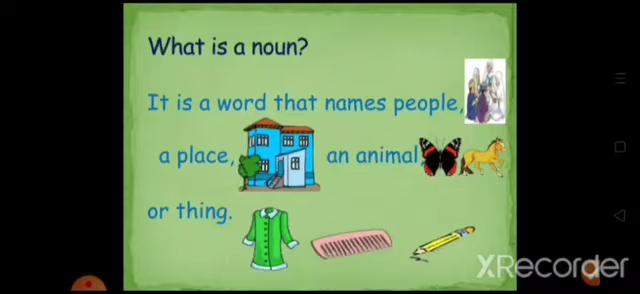 What is a noun?
It is a word that names people,
a place, an animal
or thing.
XRecorder